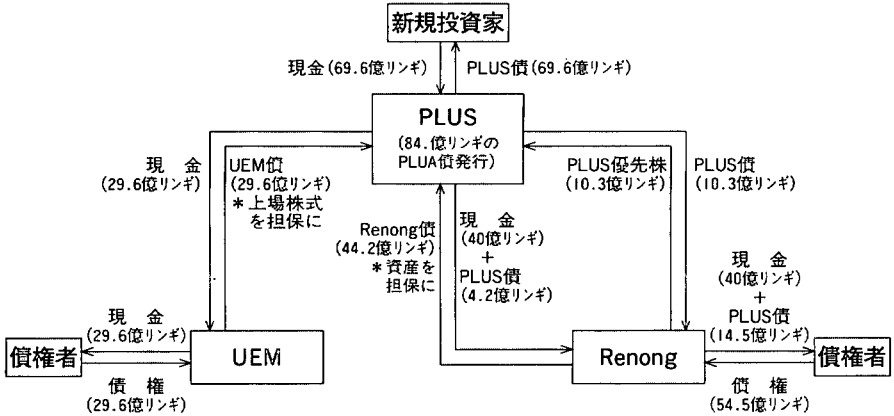 新規投資家
現金(69.6億リンギ)
PLUS債(69.6億リンギ)
PLUS
(84.億リンギの
PLUA債発行)
現 金
(29.6億リンギ)
UEM債
(29.6億リンギ)
*上場株式
を担保に
PLUS優先株
(10.3億リンギ)
PLUS債
(10.3億リンギ)
Renong債
(44.2億リンギ)
*資産を
担保に
現 金
(40億リンギ)
+
PLUS債
(4.2億リンギ)
現 金
(40億リンギ)
+
PLUS債
(14.5億リンギ)
現 金
(29.6億リンギ)
債権者
UEM
Renong
債権者
債 権
(29.6億リンギ)
債 権
(54.5億リンギ)